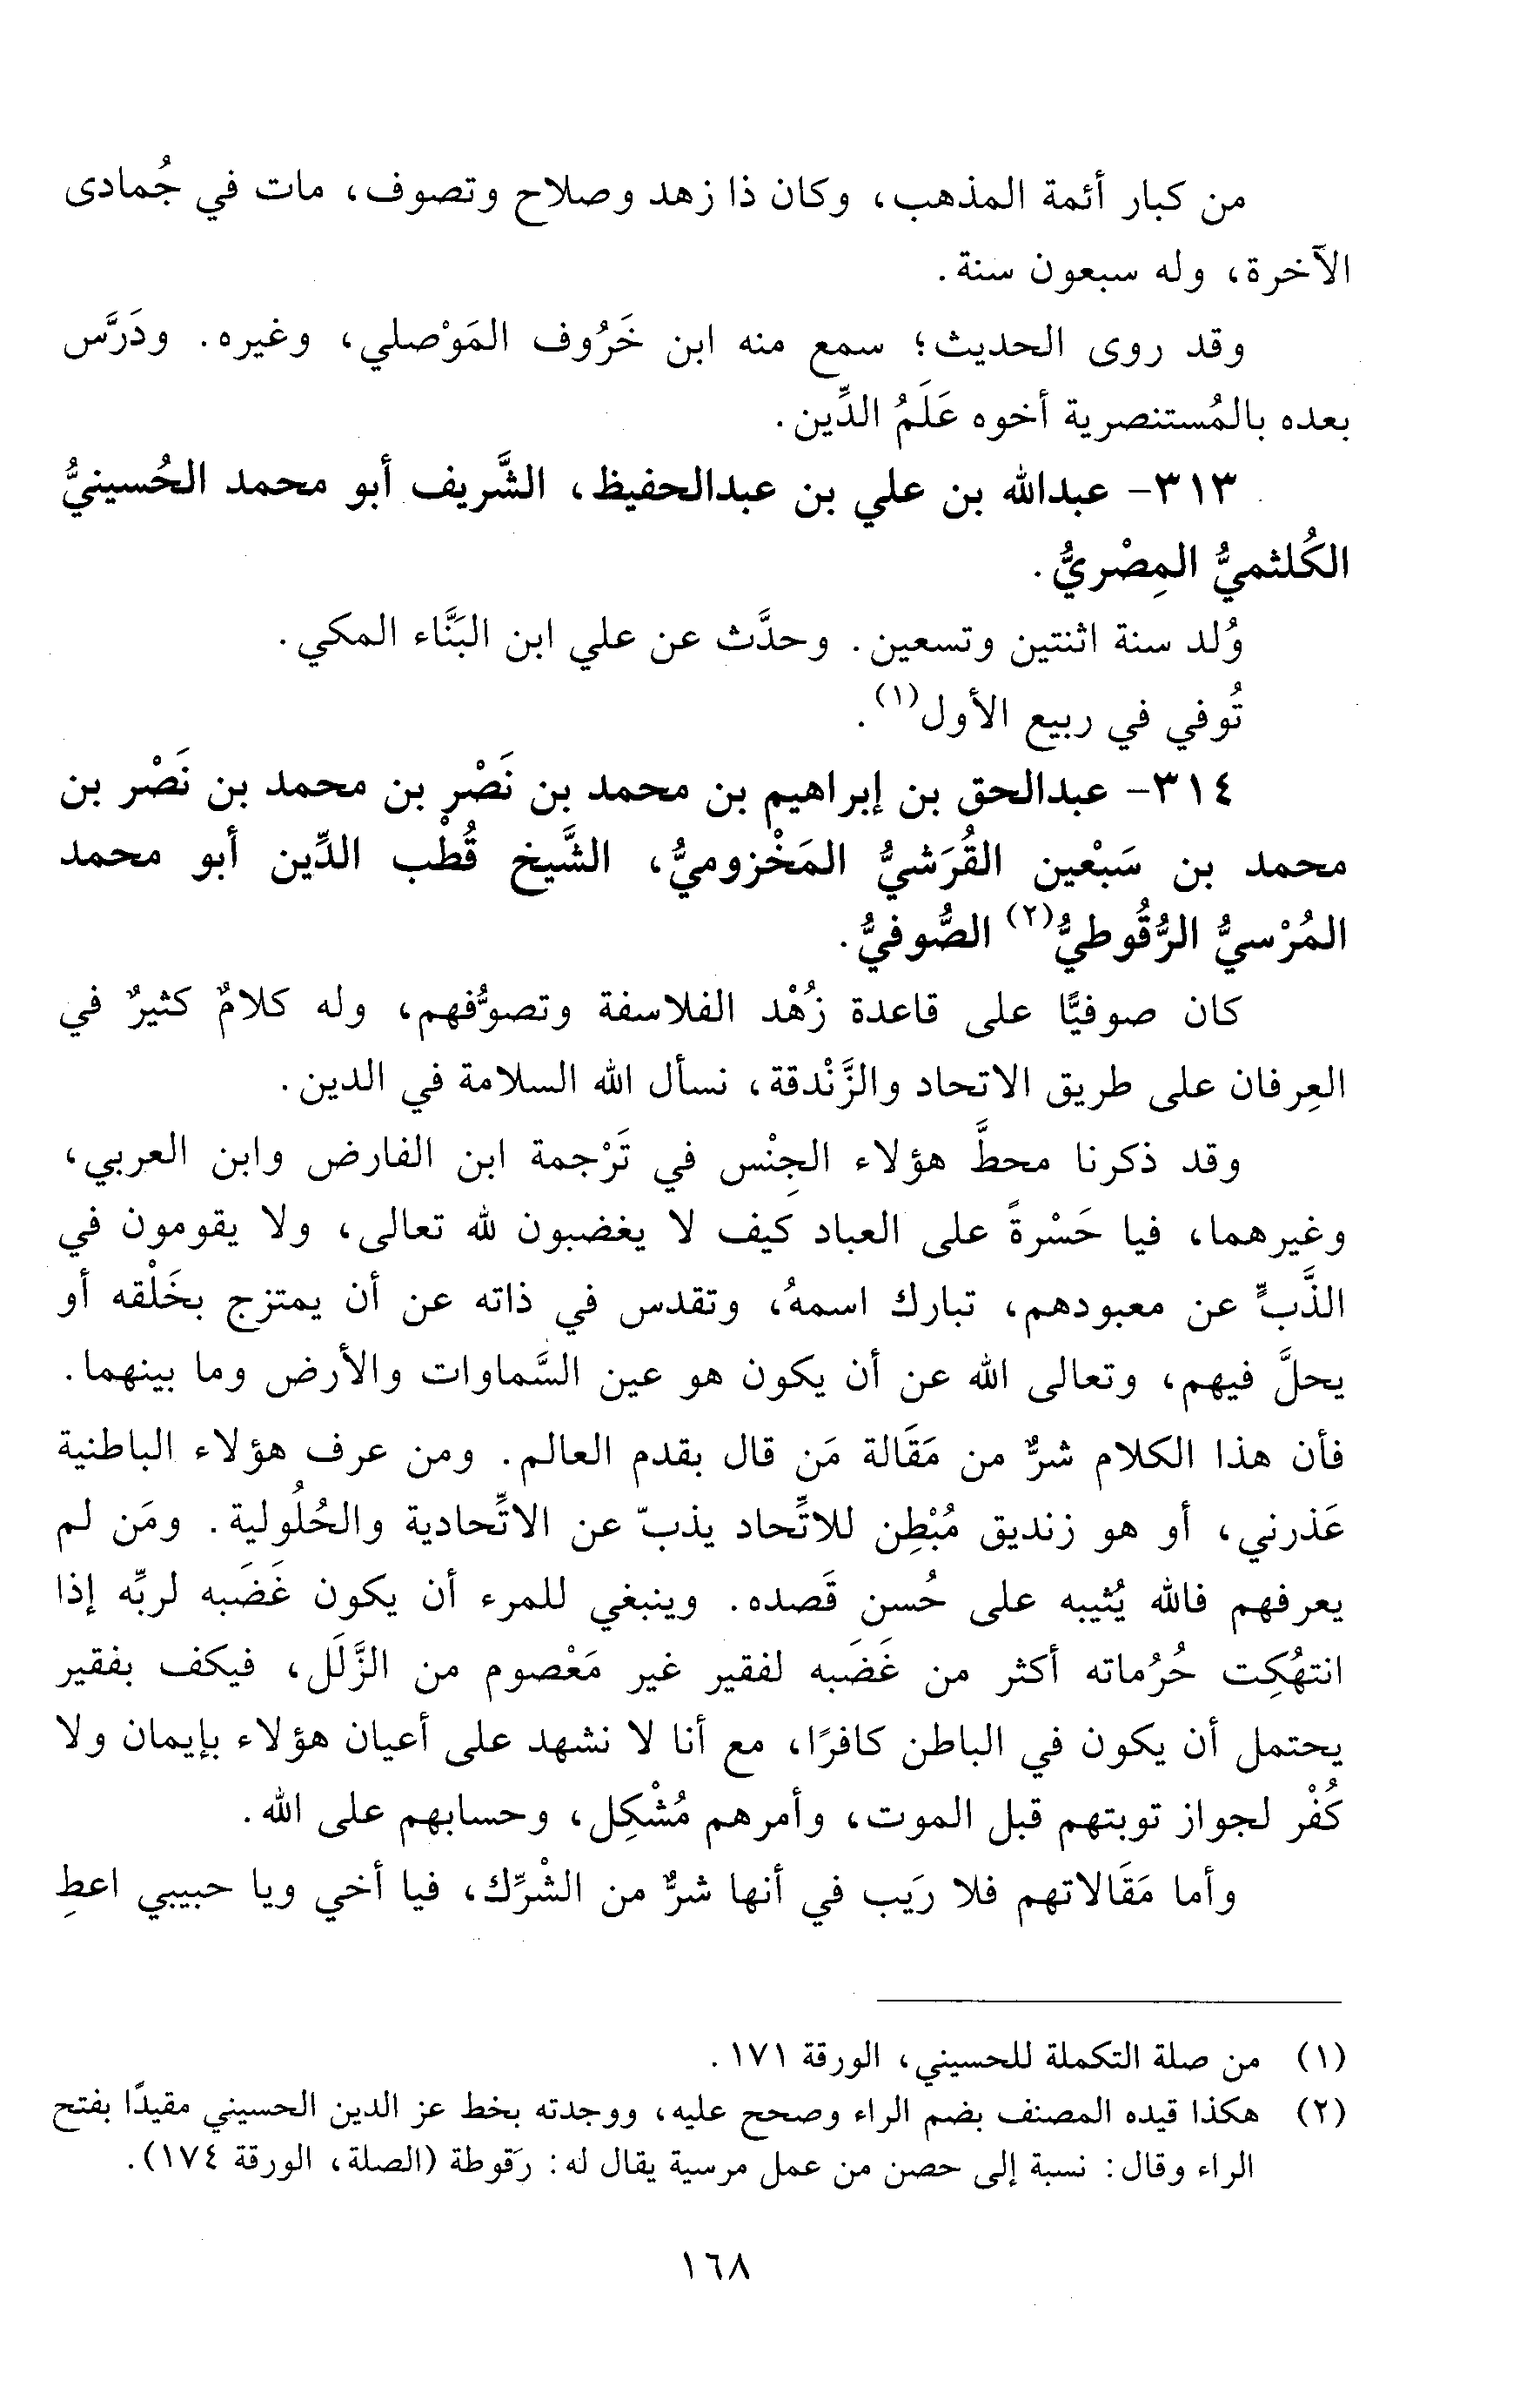 من كبار أئمة المذهب، وكان ذا زهد وصلاح وتصوف، مات في جُمادى
الآخرة، وله سبعون سنة.
وقد روى الحديث؛ سمع منه ابن خَرُوف المَوْصلي، وغيره. ودَرَّس
بعده بالمُستنصرية أخوه عَلَمُ الدِّين.
٣١٣- عبدالله بن علي بن عبدالحفيظ، الشَّريف أبو محمد الحُسينيُّ
الكُلثميُّ المِصْريُّ.
وُلد سنة اثنتين وتسعين. وحدَّث عن علي ابن البَنَّاء المكي.
تُوفي في ربيع الأول(١).
٣١٤- عبدالحق بن إبراهيم بن محمد بن نَصْر بن محمد بن نَصْر بن
محمد بن سَبْعين القُرَشيُّ المَخْزوميُّ، الشَّيخ قُطْب الدِّين أبو محمد
المُرْسيُّ الرُّقُوطيُّ(٢) الصُّوفيُّ.
كان صوفيًّا على قاعدة زُهْد الفلاسفة وتصوُّفهم، وله كلامٌ كثيرٌ في
العِرفان على طريق الاتحاد والزَّنْدقة، نسأل الله السلامة في الدين.
وقد ذكرنا محطَّ هؤلاء الجِنْس في تَرْجمة ابن الفارض وابن العربي،
وغيرهما، فيا حَسْرةً على العباد كيف لا يغضبون لله تعالى، ولا يقومون في
الذَّبِّ عن معبودهم، تبارك اسمهُ، وتقدس في ذاته عن أن يمتزج بخَلْقه أو
يحلَّ فيهم، وتعالى الله عن أن يكون هو عين السَّماوات والأرض وما بينهما.
فأن هذا الكلام شرٌّ من مَقَالة مَن قال بقدم العالم. ومن عرف هؤلاء الباطنية
عَذرني، أو هو زنديق مُبْطِن للاتِّحاد يذبّ عن الاتِّحادية والحُلُولية. ومَن لم
يعرفهم فالله يُثيبه على حُسن قَصده. وينبغي للمرء أن يكون غَضَبه لربِّه إذا
انتهُكِت حُرُماته أكثر من غَضَبه لفقير غير مَعْصوم من الزَّلَل، فيكف بفقير
يحتمل أن يكون في الباطن كافرًا، مع أنا لا نشهد على أعيان هؤلاء بإيمان ولا
كُفْر لجواز توبتهم قبل الموت، وأمرهم مُشْكِل، وحسابهم على الله.
وأما مَقَالاتهم فلا رَيب في أنها شرٌّ من الشْرِّك، فيا أخي ويا حبيبي اعطِ
(١) من صلة التكملة للحسيني، الورقة ١٧١.
(٢) هكذا قيده المصنف بضم الراء وصحح عليه، ووجدته بخط عز الدين الحسيني مقيدًا بفتح
الراء وقال: نسبة إلى حصن من عمل مرسية يقال له: رَقوطة (الصلة، الورقة ١٧٤).
١٦٨